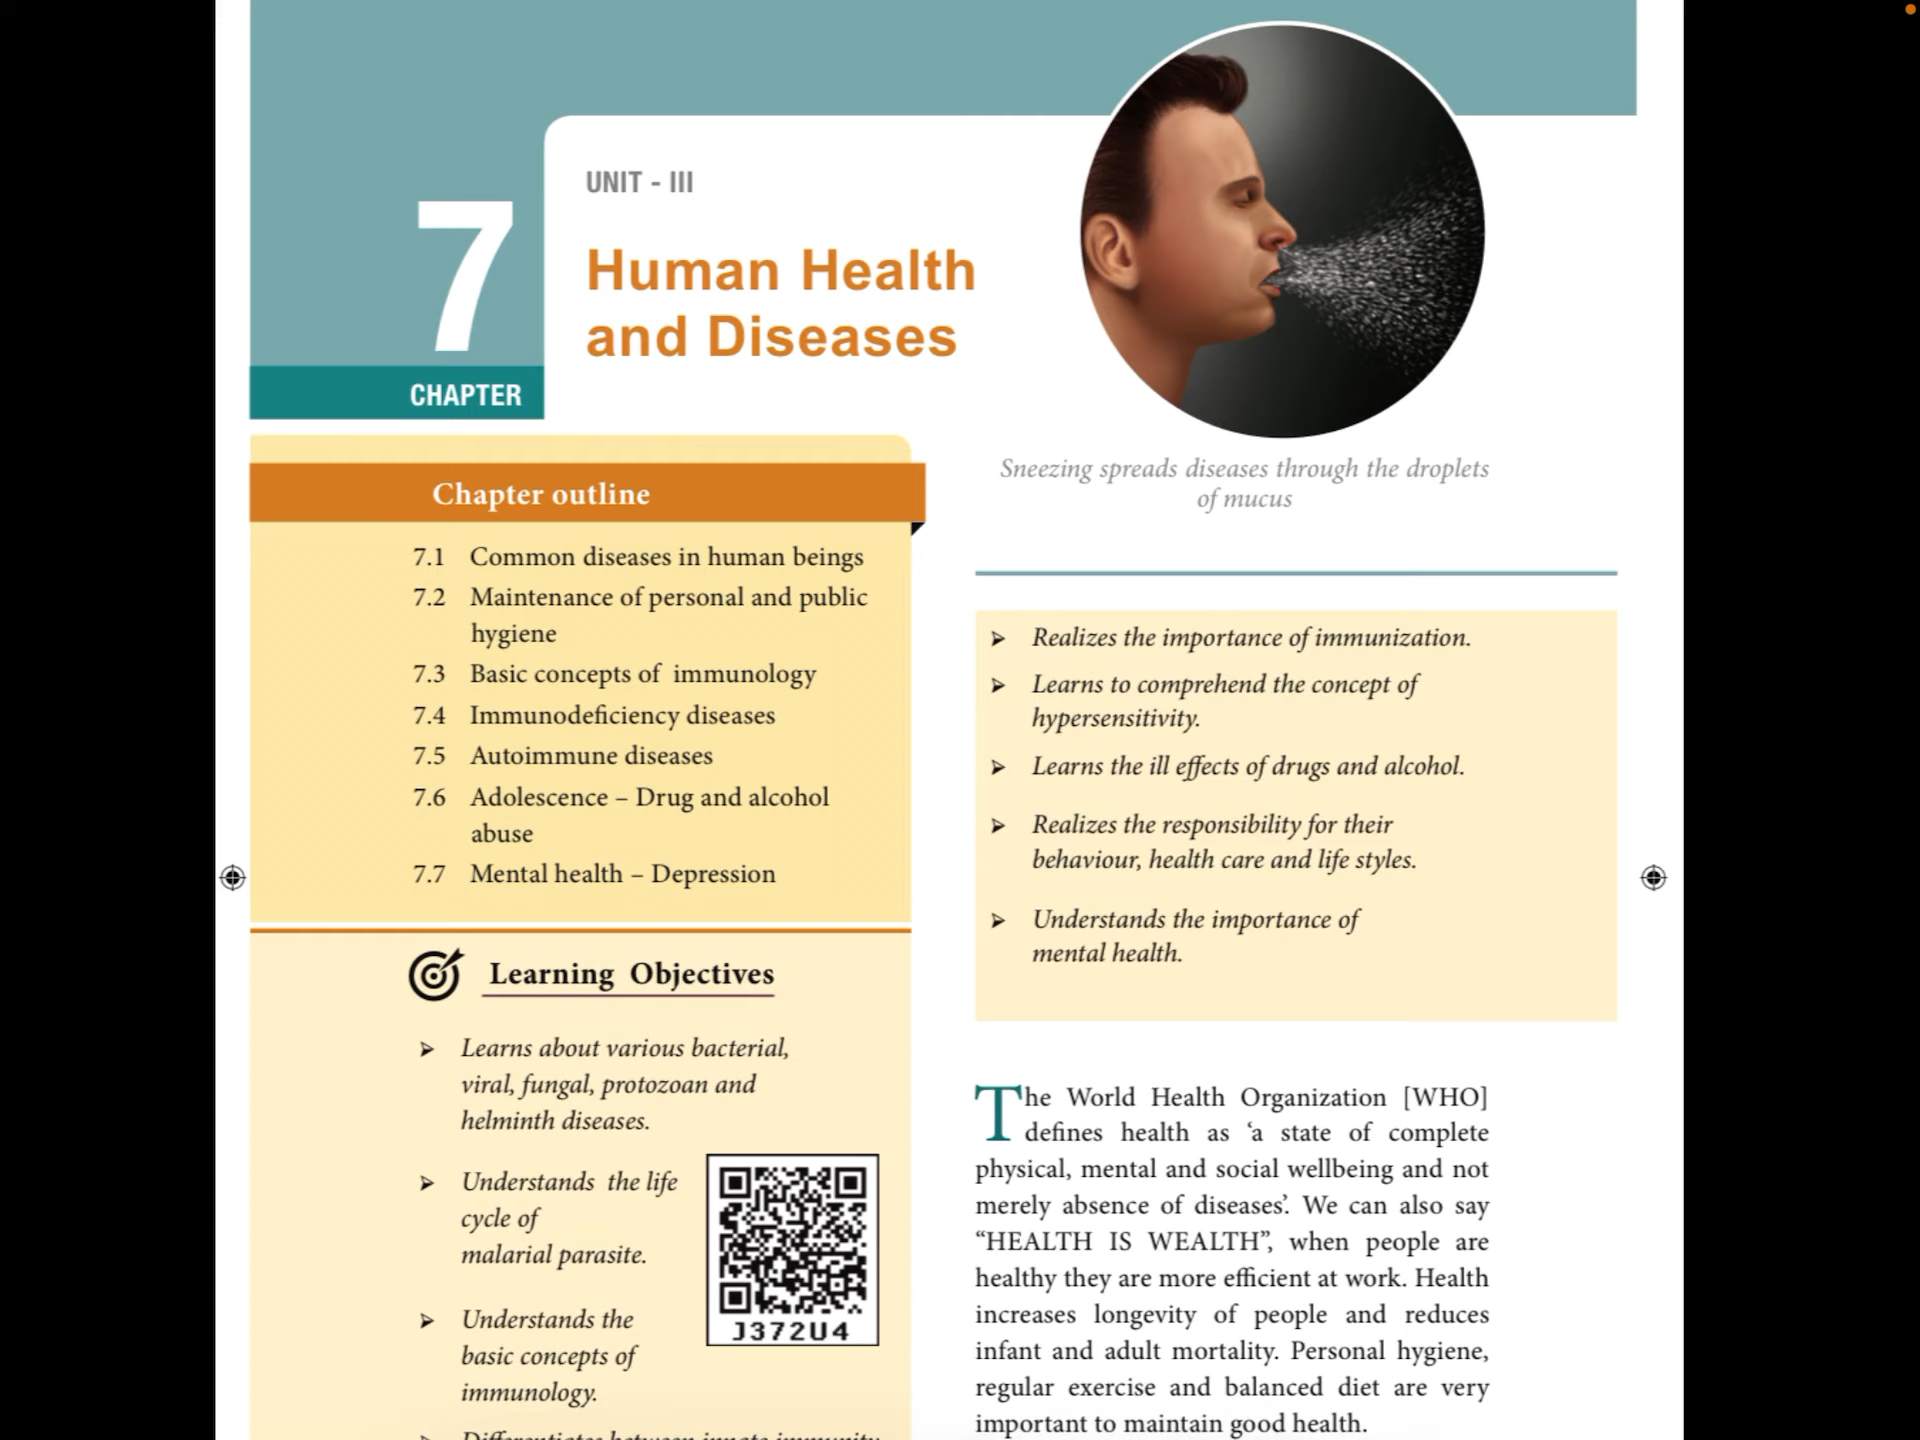 7
CHAPTER
UNIT - III
Human Health
and Diseases
Sneezing spreads diseases through the droplets
of mucus
Chapter outline
7.1 Common diseases in human beings
7.2 Maintenance of personal and public
hygiene
7.3 Basic concepts of immunology
7.4 Immunodeficiency diseases
7.5 Autoimmune diseases
7.6 Adolescence – Drug and alcohol
abuse
7.7 Mental health – Depression
Learning Objectives
➢ Learns about various bacterial,
viral, fungal, protozoan and
helminth diseases.
➢ Understands the life
cycle of
malarial parasite.
➢ Understands the
basic concepts of
immunology.
J372U4
Differentiates between innate immunity
➢ Realizes the importance of immunization.
➢ Learns to comprehend the concept of
hypersensitivity.
➢ Learns the ill effects of drugs and alcohol.
➢ Realizes the responsibility for their
behaviour, health care and life styles.
➢ Understands the importance of
mental health.
The World Health Organization [WHO]
defines health as ‘a state of complete
physical, mental and social wellbeing and not
merely absence of diseases’. We can also say
“HEALTH IS WEALTH”, when people are
healthy they are more efficient at work. Health
increases longevity of people and reduces
infant and adult mortality. Personal hygiene,
regular exercise and balanced diet are very
important to maintain good health.